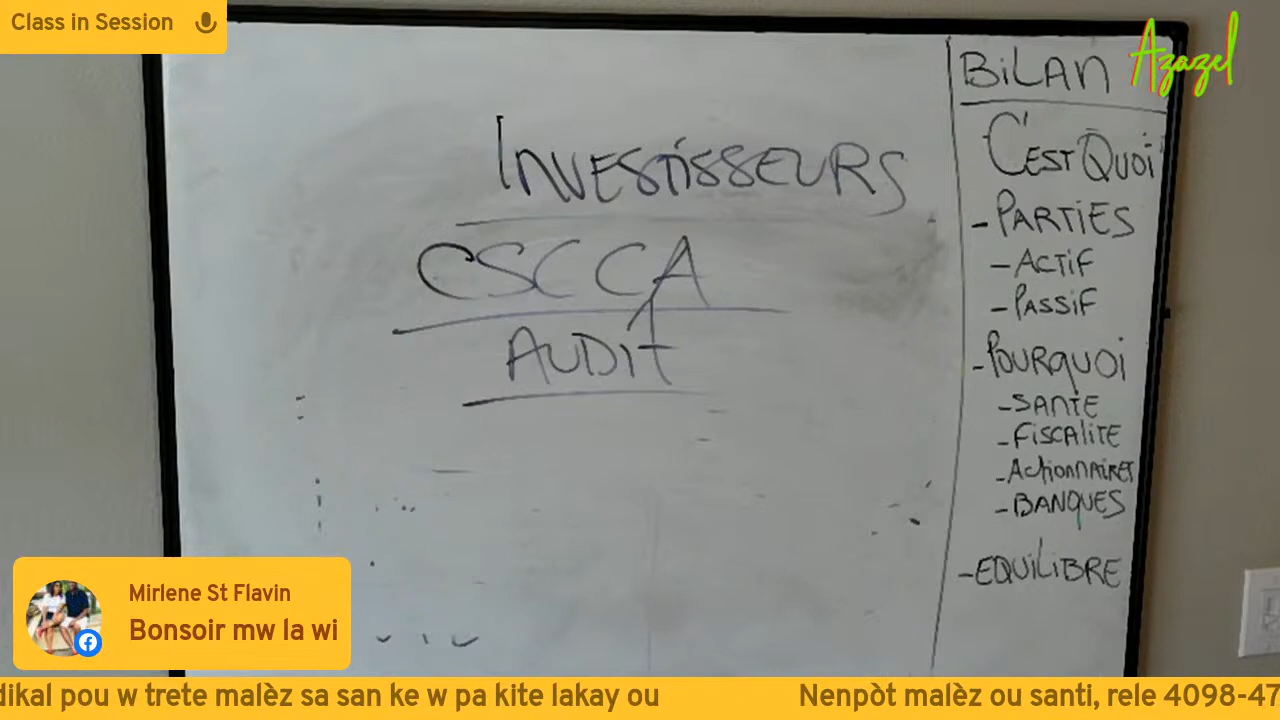 Class in Session
Azazel
INVESTISSEURS
CSCCA
AUDIT
BILAN
C'EST QUOI
- PARTIES
- ACTIF
- PASSIF
- POURQUOI
- SANTE
- FISCALITE
- Actionnaires
- BANQUES
- EQUILIBRE
Mirlene St Flavin
Bonsoir mw la wi
dikal pou w trete malèz sa san ke w pa kite lakay ou
Nenpòt malèz ou santi, rele 4098-47